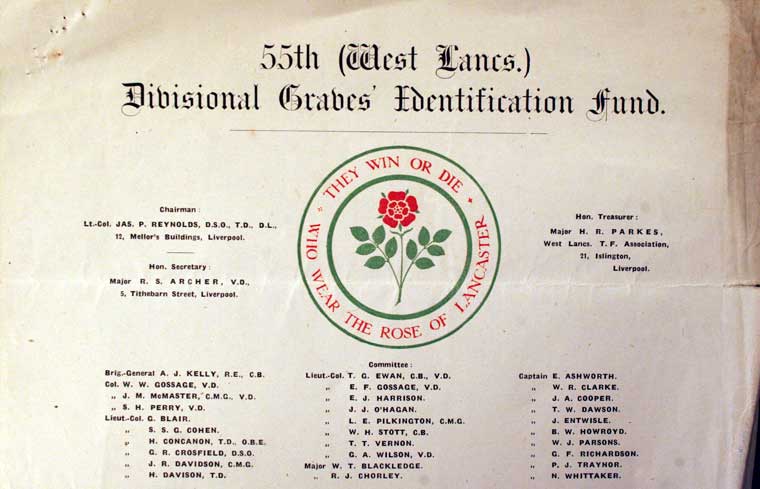 55th (West Lancs.)
Divisional Graves' Identification Fund.
THEY WIN OR DIE
WHO WEAR THE ROSE OF LANCASTER
Chairman :
Lt.-Col. JAS. P. REYNOLDS, D.S.O., T.D., D.L.,
12, Mellor's Buildings, Liverpool.
Hon. Secretary :
Major R. S. ARCHER, V.D.,
5, Tithebarn Street, Liverpool.
Hon. Treasurer :
Major H. R. PARKES,
West Lancs. T. F. Association,
21, Islington,
Liverpool.
Committee :
Brig.-General A. J. KELLY, R.E., C.B.
Col. W. W. GOSSAGE, V.D.
„ J. M. McMASTER, C.M.G., V.D.
„ S. H. PERRY, V.D.
Lieut.-Col. G. BLAIR.
„ S. S. G. COHEN.
„ H. CONCANON, T.D., O.B.E.
„ G. R. CROSFIELD, D.S.O.
„ J. R. DAVIDSON, C.M.G.
„ H. DAVISON, T.D.
Lieut.-Col. T. G. EWAN, C.B., V.D.
„ E. F. GOSSAGE, V.D.
„ E. J. HARRISON.
„ J. J. O'HAGAN.
„ L. E. PILKINGTON, C.M.G.
„ W. H. STOTT, C.B.
„ T. T. VERNON.
„ G. A. WILSON, V.D.
Major W. T. BLACKLEDGE.
„ R. J. CHORLEY.
Captain E. ASHWORTH.
„ W. R. CLARKE.
„ J. A. COOPER.
„ T. W. DAWSON.
„ J. ENTWISLE.
„ B. W. HOWROYD.
„ W. J. PARSONS.
„ G. F. RICHARDSON.
„ P. J. TRAYNOR.
„ N. WHITTAKER.